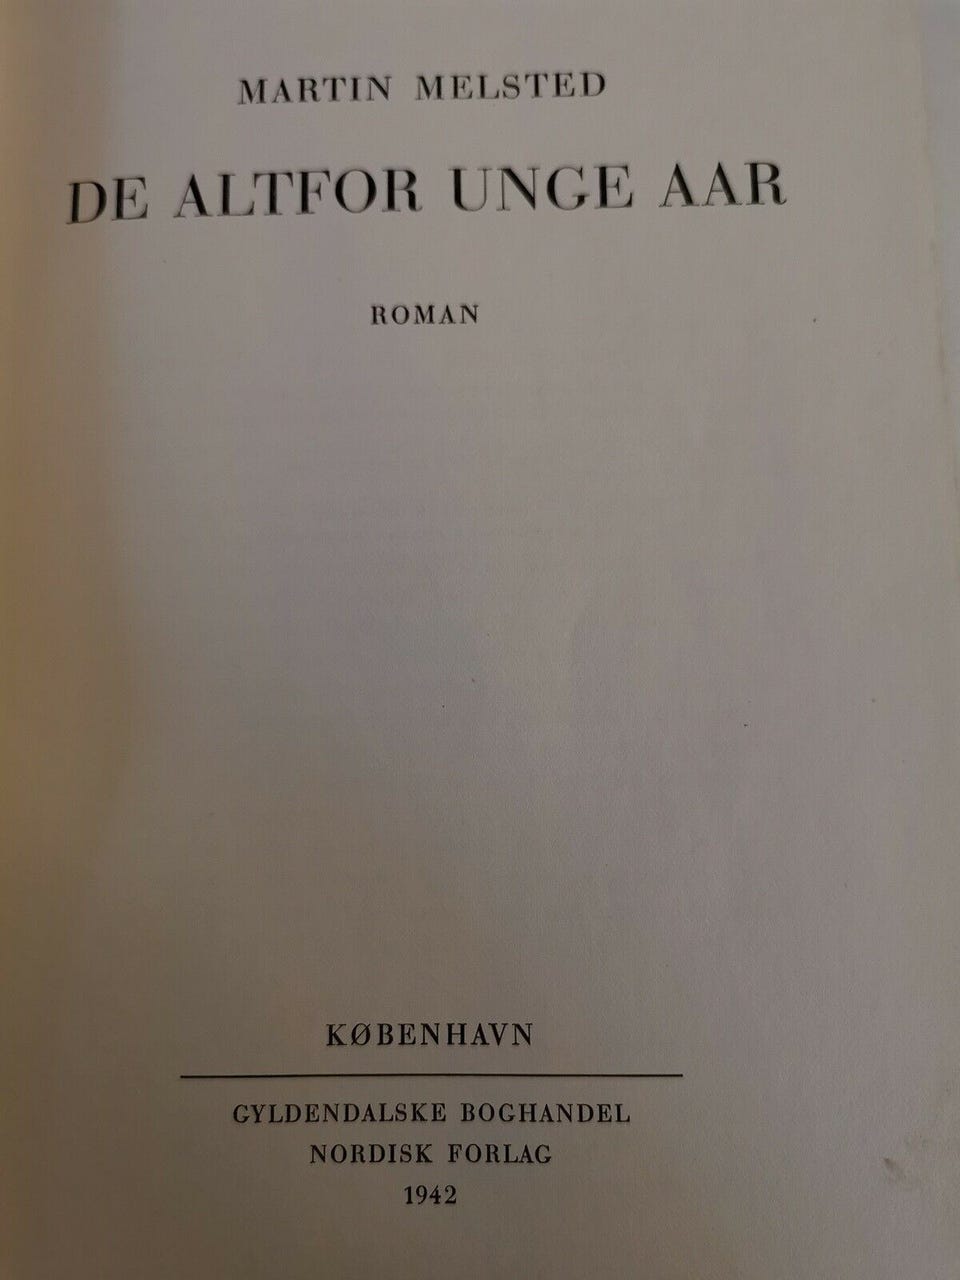 MARTIN MELSTED
DE ALTFOR UNGE AAR
ROMAN
KØBENHAVN
GYLDENDALSKE BOGHANDEL
NORDISK FORLAG
1942